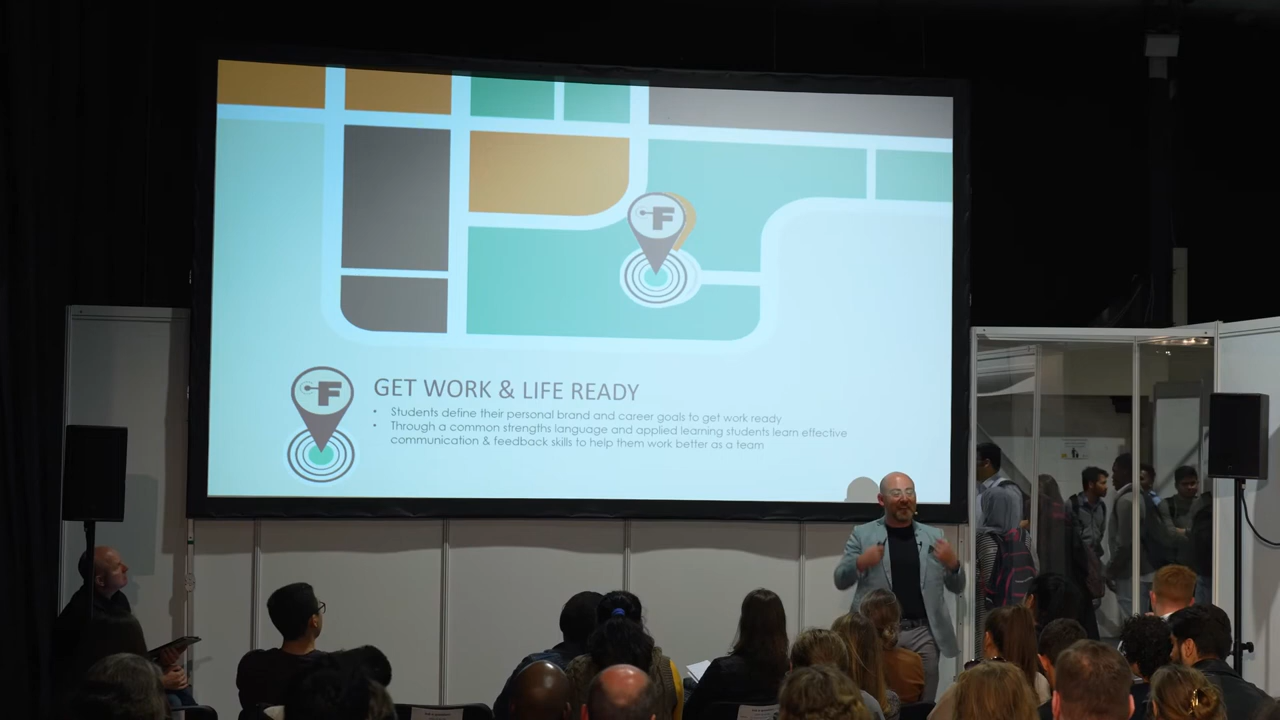 F
F
GET WORK & LIFE READY
• Students define their personal brand and career goals to get work ready
• Through a common strengths language and applied learning students learn effective
communication & feedback skills to help them work better as a team